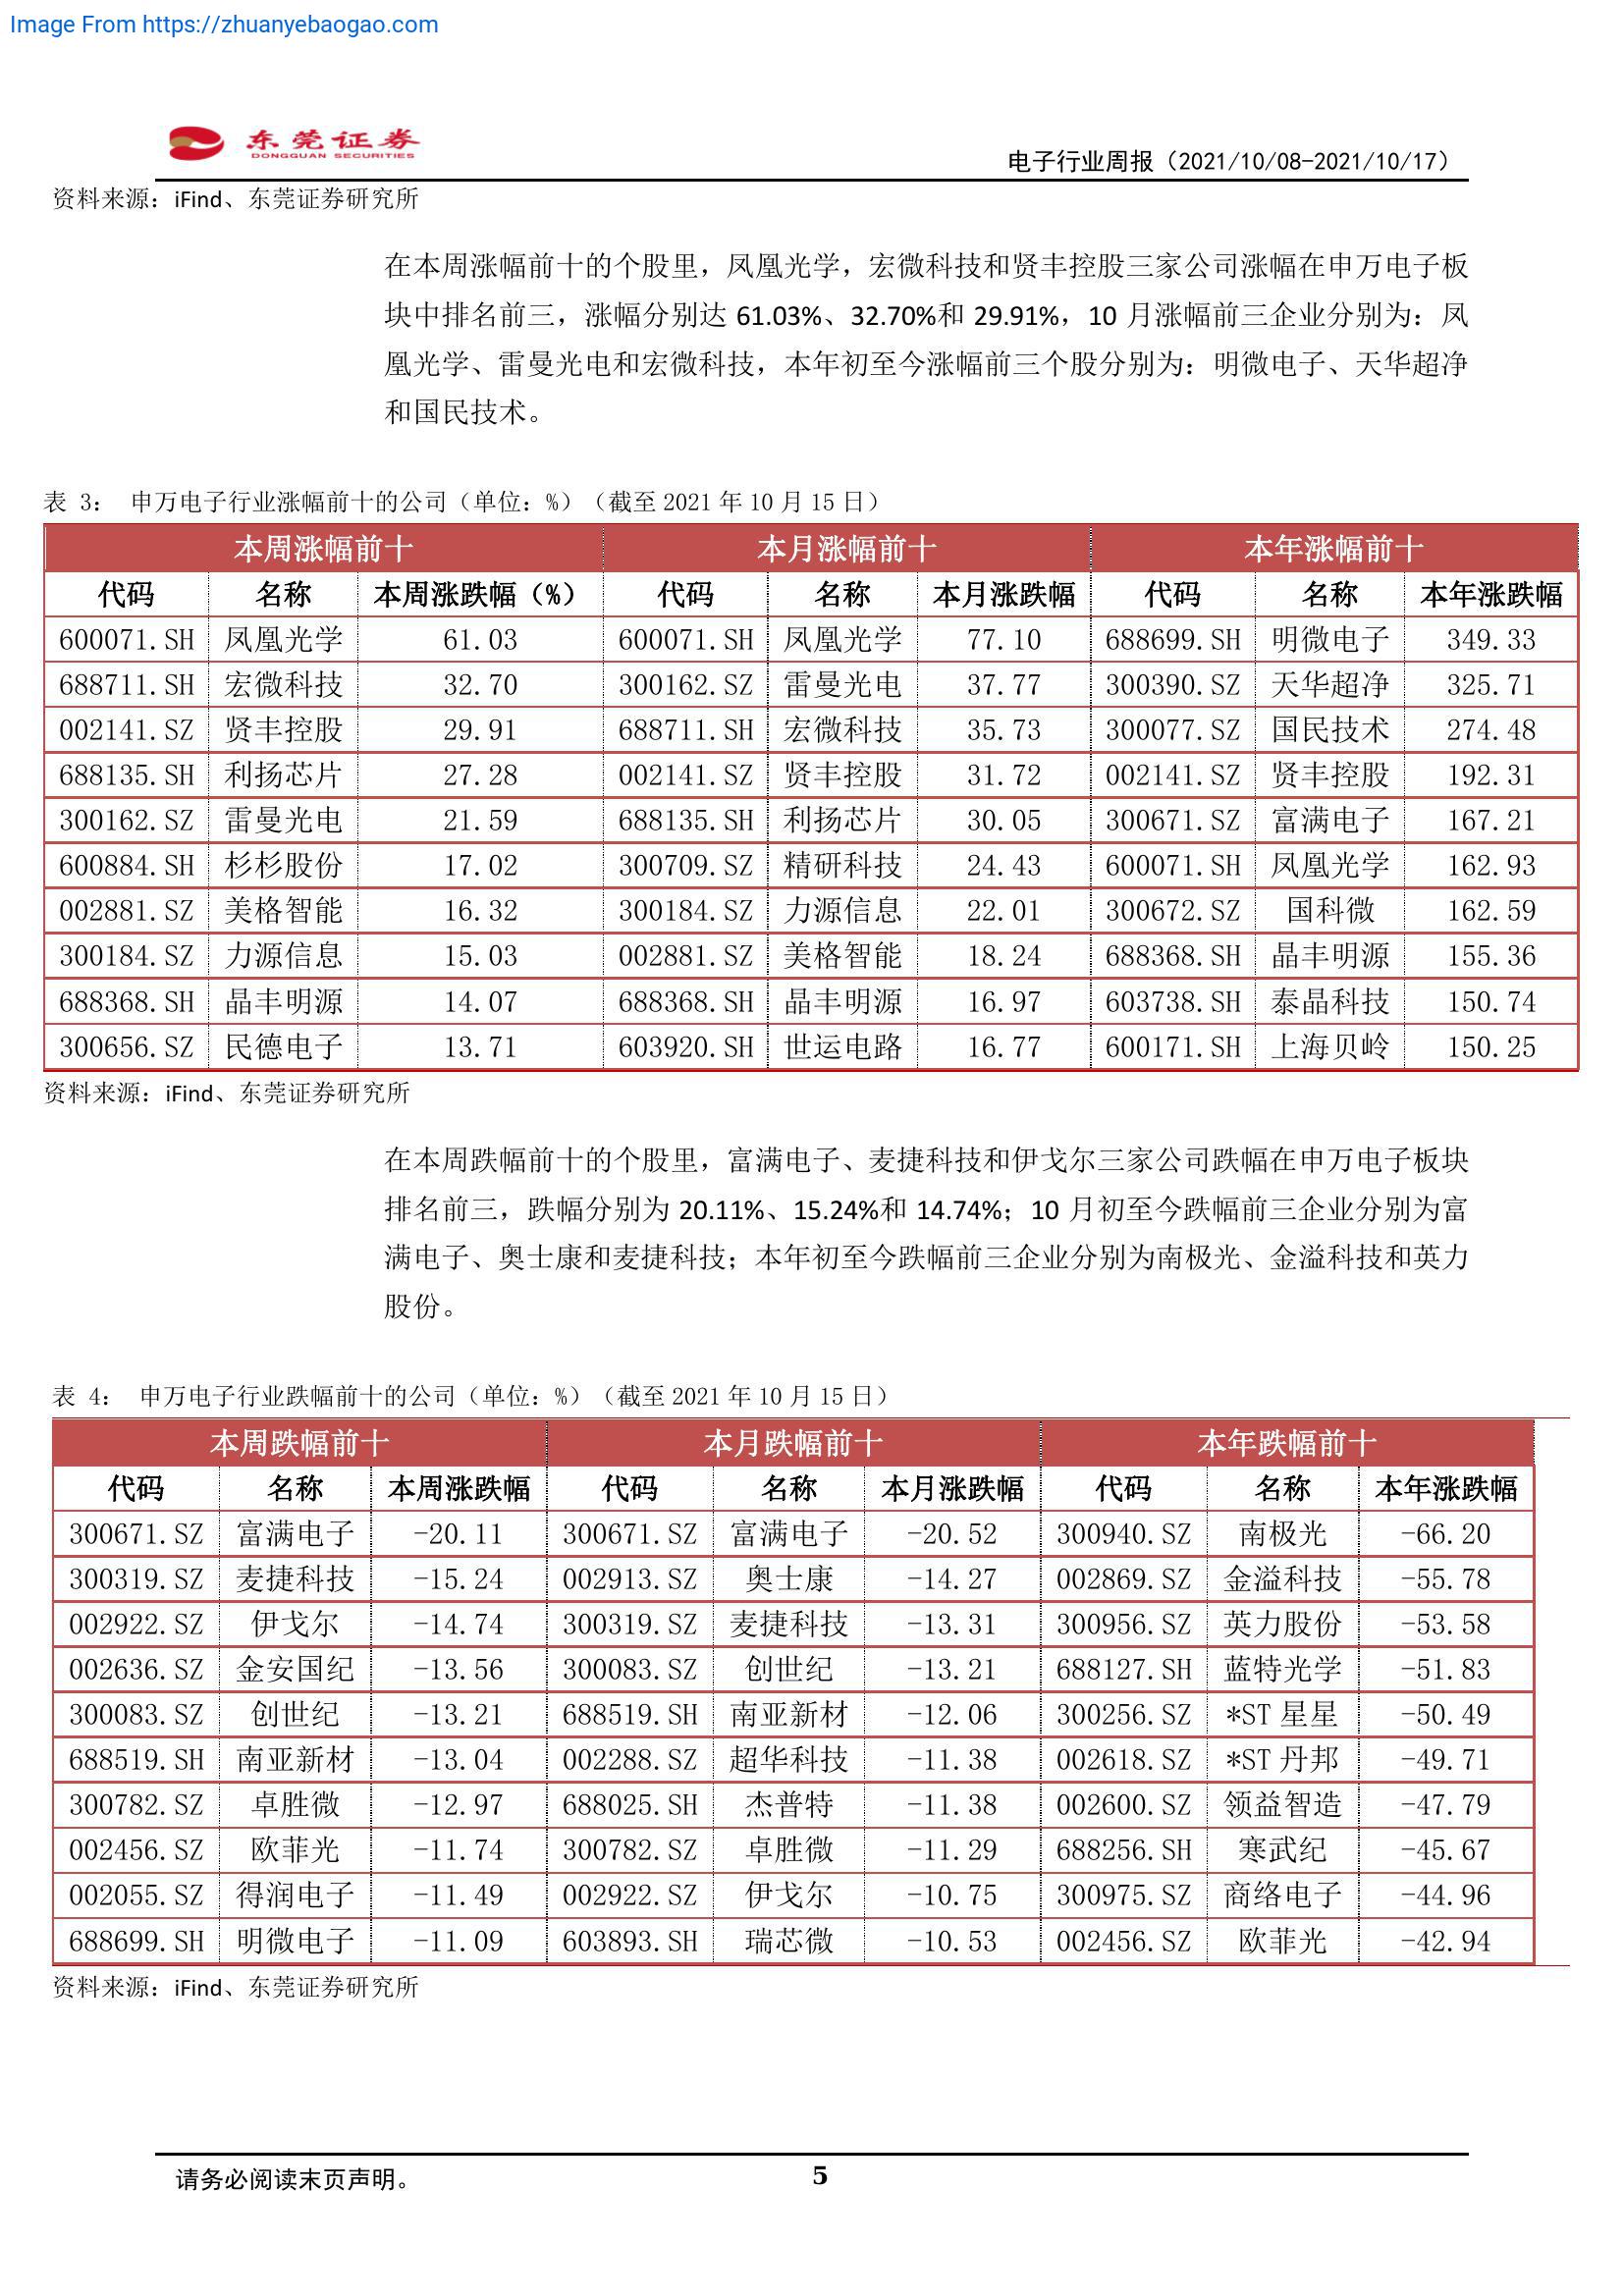 Image From https://zhuanyebaogao.com
东莞证券
DONGGUAN SECURITIES
电子行业周报（2021/10/08-2021/10/17）
资料来源：iFind、东莞证券研究所
在本周涨幅前十的个股里，凤凰光学，宏微科技和贤丰控股三家公司涨幅在申万电子板
块中排名前三，涨幅分别达 61.03%、32.70%和 29.91%，10 月涨幅前三企业分别为：凤
凰光学、雷曼光电和宏微科技，本年初至今涨幅前三个股分别为：明微电子、天华超净
和国民技术。
表 3： 申万电子行业涨幅前十的公司（单位：%）（截至 2021 年 10 月 15 日）
本周涨幅前十 本月涨幅前十 本年涨幅前十
代码 名称 本周涨跌幅（%） 代码 名称 本月涨跌幅 代码 名称 本年涨跌幅
600071.SH 凤凰光学 61.03 600071.SH 凤凰光学 77.10 688699.SH 明微电子 349.33
688711.SH 宏微科技 32.70 300162.SZ 雷曼光电 37.77 300390.SZ 天华超净 325.71
002141.SZ 贤丰控股 29.91 688711.SH 宏微科技 35.73 300077.SZ 国民技术 274.48
688135.SH 利扬芯片 27.28 002141.SZ 贤丰控股 31.72 002141.SZ 贤丰控股 192.31
300162.SZ 雷曼光电 21.59 688135.SH 利扬芯片 30.05 300671.SZ 富满电子 167.21
600884.SH 杉杉股份 17.02 300709.SZ 精研科技 24.43 600071.SH 凤凰光学 162.93
002881.SZ 美格智能 16.32 300184.SZ 力源信息 22.01 300672.SZ 国科微 162.59
300184.SZ 力源信息 15.03 002881.SZ 美格智能 18.24 688368.SH 晶丰明源 155.36
688368.SH 晶丰明源 14.07 688368.SH 晶丰明源 16.97 603738.SH 泰晶科技 150.74
300656.SZ 民德电子 13.71 603920.SH 世运电路 16.77 600171.SH 上海贝岭 150.25
资料来源：iFind、东莞证券研究所
在本周跌幅前十的个股里，富满电子、麦捷科技和伊戈尔三家公司跌幅在申万电子板块
排名前三，跌幅分别为 20.11%、15.24%和 14.74%；10 月初至今跌幅前三企业分别为富
满电子、奥士康和麦捷科技；本年初至今跌幅前三企业分别为南极光、金溢科技和英力
股份。
表 4： 申万电子行业跌幅前十的公司（单位：%）（截至 2021 年 10 月 15 日）
本周跌幅前十 本月跌幅前十 本年跌幅前十
代码 名称 本周涨跌幅 代码 名称 本月涨跌幅 代码 名称 本年涨跌幅
300671.SZ 富满电子 -20.11 300671.SZ 富满电子 -20.52 300940.SZ 南极光 -66.20
300319.SZ 麦捷科技 -15.24 002913.SZ 奥士康 -14.27 002869.SZ 金溢科技 -55.78
002922.SZ 伊戈尔 -14.74 300319.SZ 麦捷科技 -13.31 300956.SZ 英力股份 -53.58
002636.SZ 金安国纪 -13.56 300083.SZ 创世纪 -13.21 688127.SH 蓝特光学 -51.83
300083.SZ 创世纪 -13.21 688519.SH 南亚新材 -12.06 300256.SZ *ST 星星 -50.49
688519.SH 南亚新材 -13.04 002288.SZ 超华科技 -11.38 002618.SZ *ST 丹邦 -49.71
300782.SZ 卓胜微 -12.97 688025.SH 杰普特 -11.38 002600.SZ 领益智造 -47.79
002456.SZ 欧菲光 -11.74 300782.SZ 卓胜微 -11.29 688256.SH 寒武纪 -45.67
002055.SZ 得润电子 -11.49 002922.SZ 伊戈尔 -10.75 300975.SZ 商络电子 -44.96
688699.SH 明微电子 -11.09 603893.SH 瑞芯微 -10.53 002456.SZ 欧菲光 -42.94
资料来源：iFind、东莞证券研究所
请务必阅读末页声明。
5